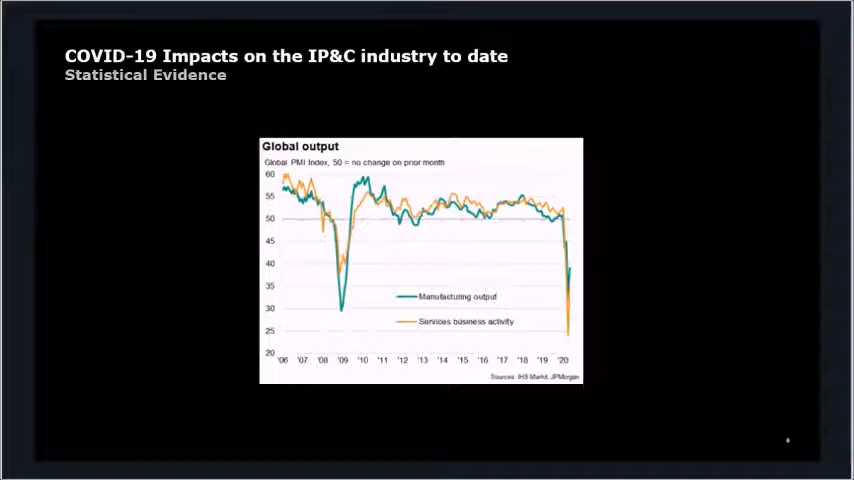 COVID-19 Impacts on the IP&C industry to date
Statistical Evidence
Global output
Global PMI Index, 50 = no change on prior month
60
55
50
45
40
35
30
25
20
Manufacturing output
Services business activity
'06 '07 '08 '09 '10 '11 '12 '13 '14 '15 '16 '17 '18 '19 '20
Sources: IHS Markit, JPMorgan